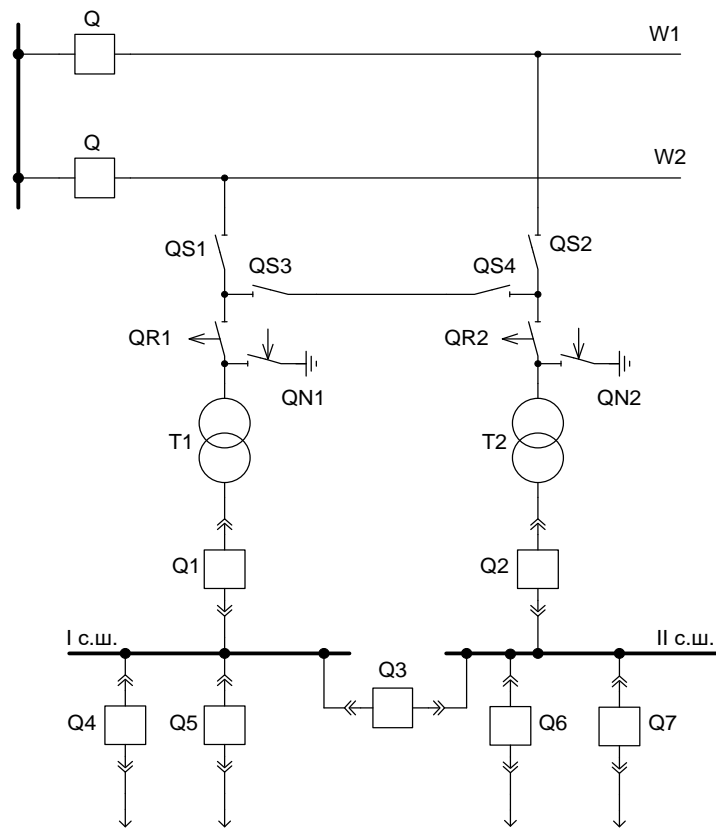 Q
W1
Q
W2
QS1
QS2
QS3
QS4
QR1
QR2
QN1
QN2
T1
T2
Q1
Q2
I с.ш.
II с.ш.
Q3
Q4
Q5
Q6
Q7